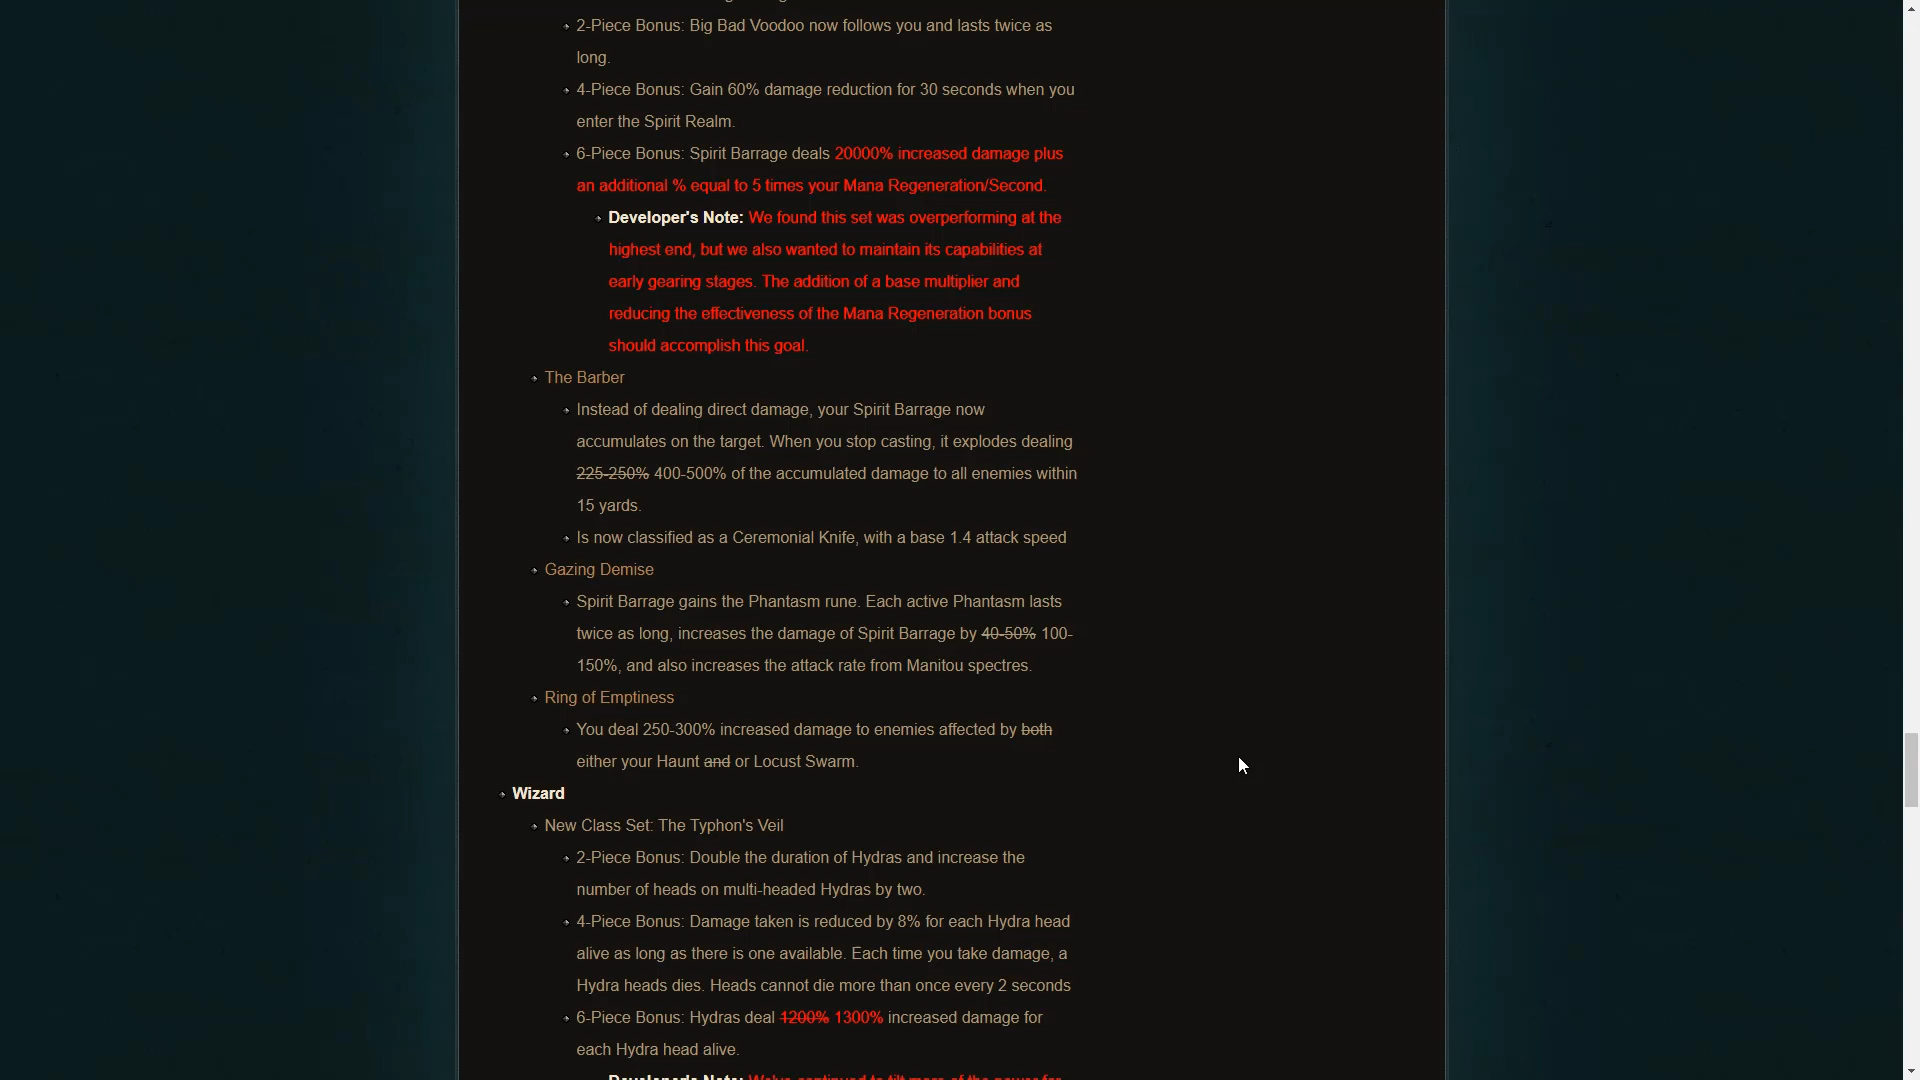 2-Piece Bonus: Big Bad Voodoo now follows you and lasts twice as
long.
4-Piece Bonus: Gain 60% damage reduction for 30 seconds when you
enter the Spirit Realm.
6-Piece Bonus: Spirit Barrage deals 20000% increased damage plus
an additional % equal to 5 times your Mana Regeneration/Second.
Developer's Note: We found this set was overperforming at the
highest end, but we also wanted to maintain its capabilities at
early gearing stages. The addition of a base multiplier and
reducing the effectiveness of the Mana Regeneration bonus
should accomplish this goal.
The Barber
Instead of dealing direct damage, your Spirit Barrage now
accumulates on the target. When you stop casting, it explodes dealing
225-250% 400-500% of the accumulated damage to all enemies within
15 yards.
Is now classified as a Ceremonial Knife, with a base 1.4 attack speed
Gazing Demise
Spirit Barrage gains the Phantasm rune. Each active Phantasm lasts
twice as long, increases the damage of Spirit Barrage by 40-50% 100-
150%, and also increases the attack rate from Manitou spectres.
Ring of Emptiness
You deal 250-300% increased damage to enemies affected by both
either your Haunt and or Locust Swarm.
Wizard
New Class Set: The Typhon's Veil
2-Piece Bonus: Double the duration of Hydras and increase the
number of heads on multi-headed Hydras by two.
4-Piece Bonus: Damage taken is reduced by 8% for each Hydra head
alive as long as there is one available. Each time you take damage, a
Hydra heads dies. Heads cannot die more than once every 2 seconds
6-Piece Bonus: Hydras deal 1200% 1300% increased damage for
each Hydra head alive.
Developer's Note: We've continued to tilt more of the power for